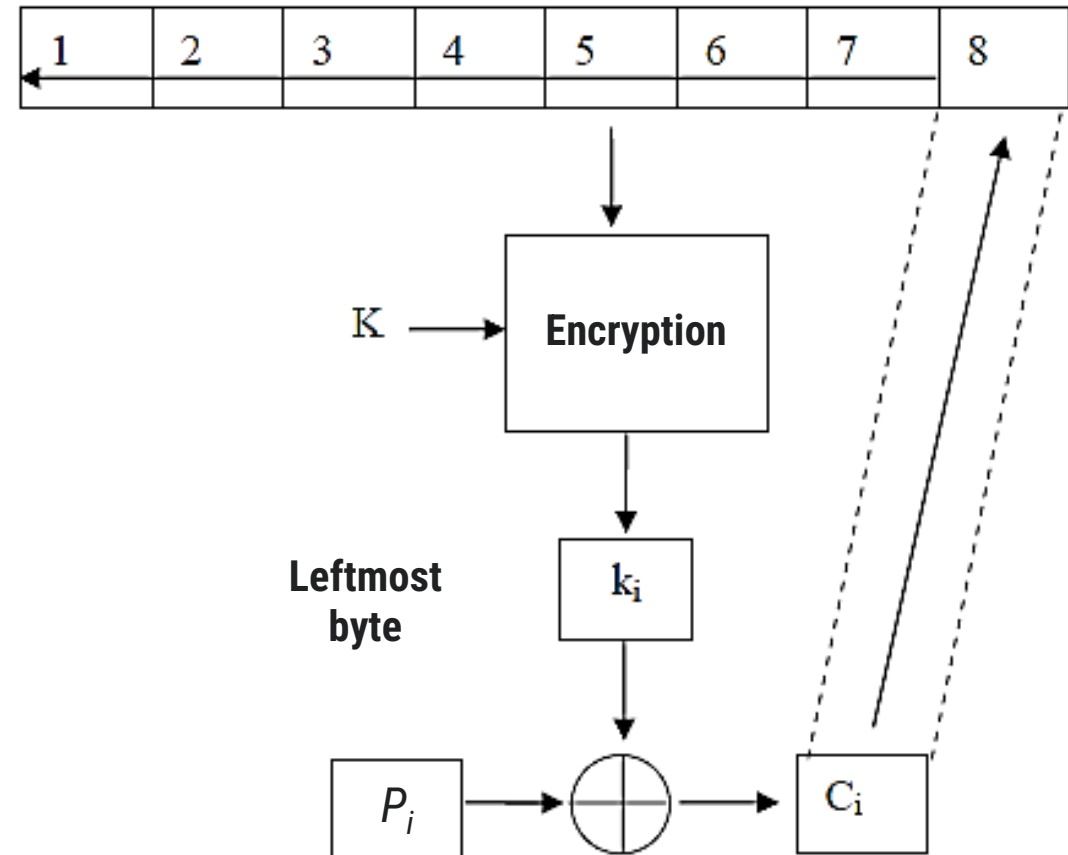 1 2 3 4 5 6 7 8
K
Encryption
Leftmost
byte
kᵢ
Pᵢ
Cᵢ